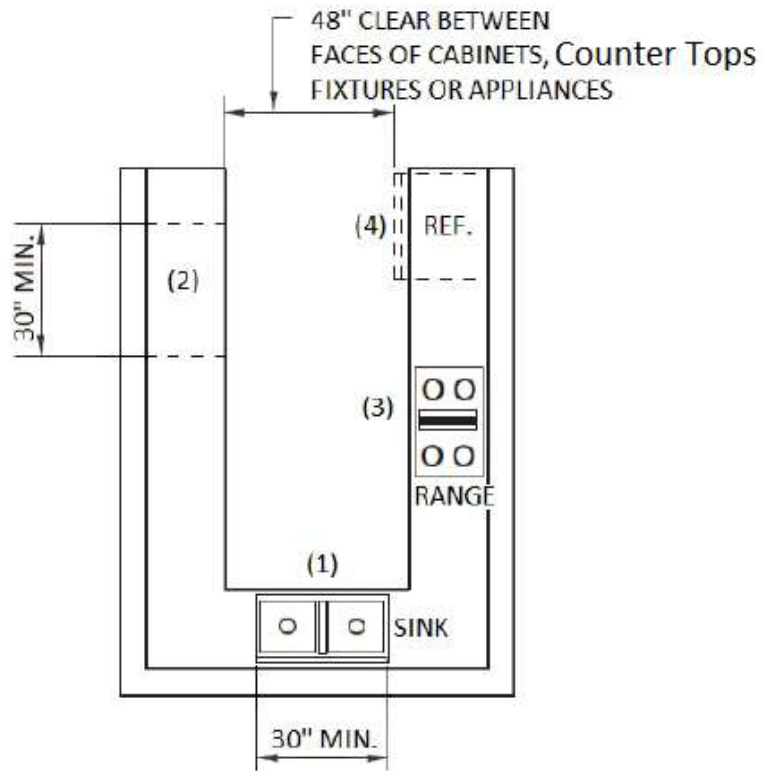 48" CLEAR BETWEEN
FACES OF CABINETS, Counter Tops
FIXTURES OR APPLIANCES
(4)
REF.
30" MIN.
(2)
(3)
RANGE
(1)
SINK
30" MIN.